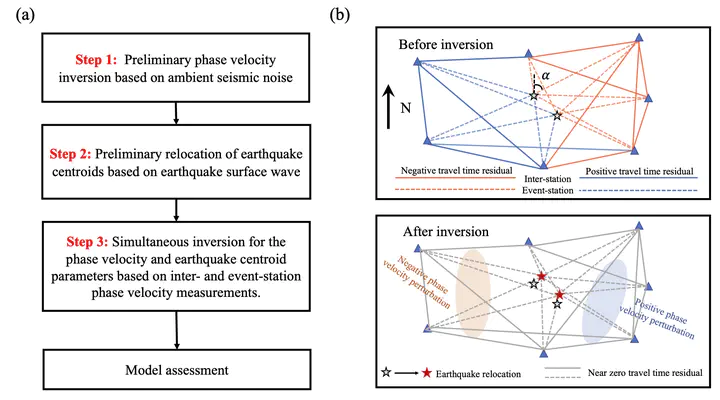 (a)
Step 1: Preliminary phase velocity
inversion based on ambient seismic noise
Step 2: Preliminary relocation of earthquake
centroids based on earthquake surface wave
Step 3: Simultaneous inversion for the
phase velocity and earthquake centroid
parameters based on inter- and event-station
phase velocity measurements.
Model assessment
(b)
Before inversion
α
N
Negative travel time residual
Inter-station
Event-station
Positive travel time residual
After inversion
Negative phase
velocity perturbation
Positive phase
velocity perturbation
Earthquake relocation
Near zero travel time residual